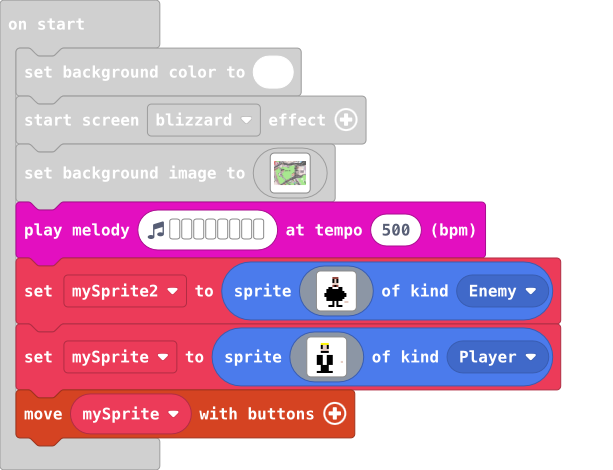 on start
set background color to
start screen blizzard effect
set background image to
play melody at tempo 500 (bpm)
set mySprite2 to sprite of kind Enemy
set mySprite to sprite of kind Player
move mySprite with buttons